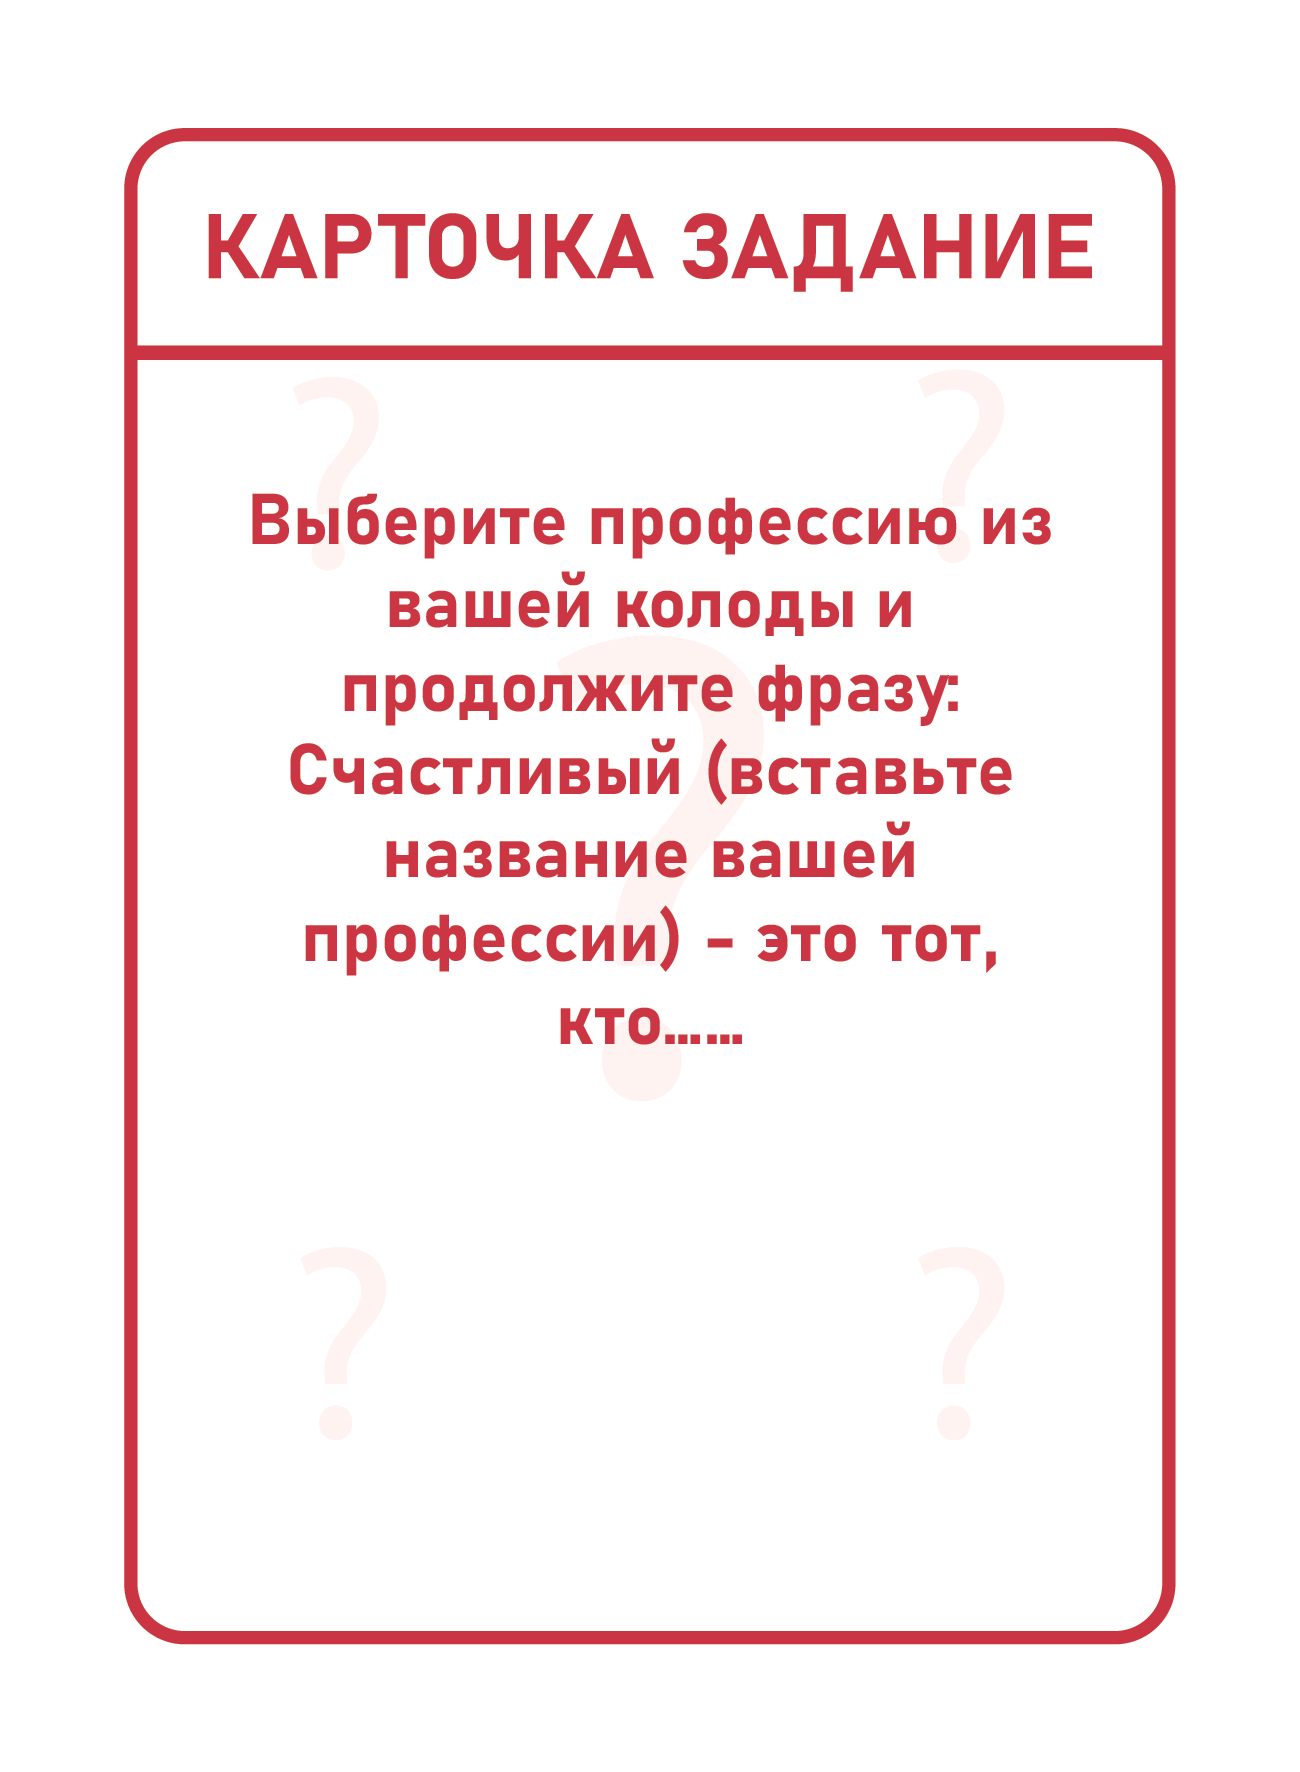 КАРТОЧКА ЗАДАНИЕ
Выберите профессию из
вашей колоды и
продолжите фразу:
Счастливый (вставьте
название вашей
профессии) - это тот,
кто......
?
?
?
?
?